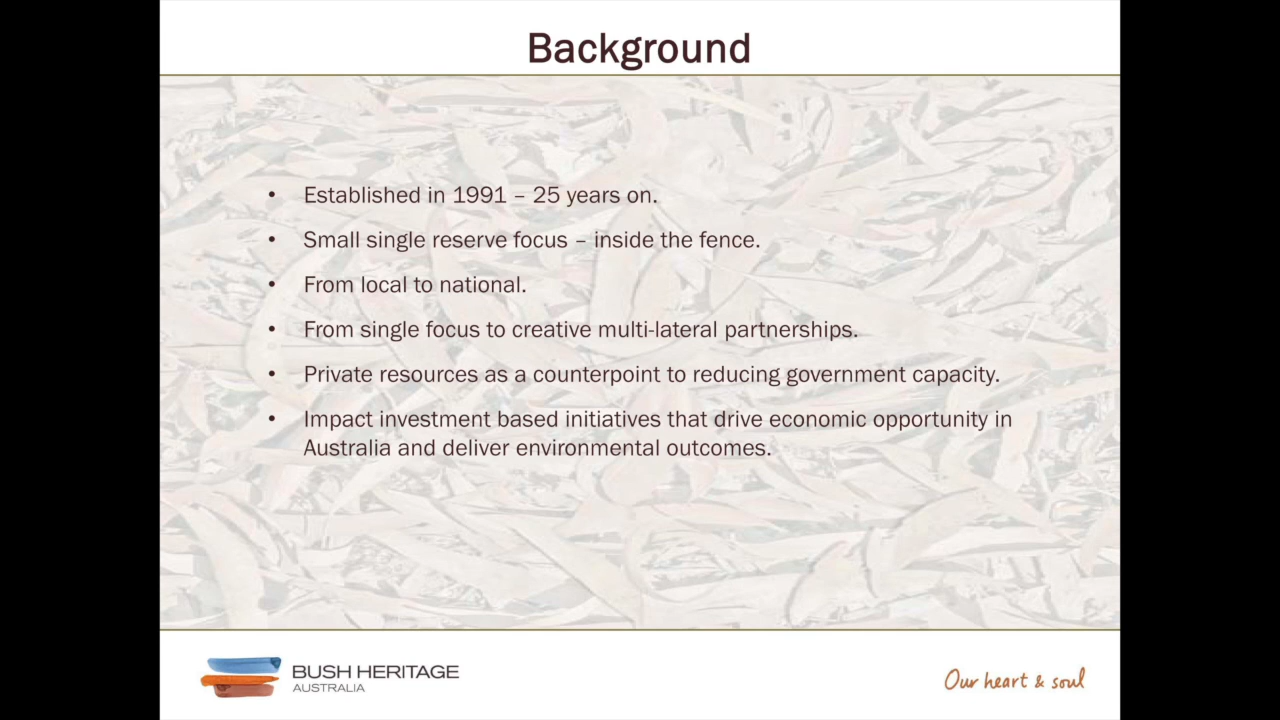 Background
• Established in 1991 – 25 years on.
• Small single reserve focus – inside the fence.
• From local to national.
• From single focus to creative multi-lateral partnerships.
• Private resources as a counterpoint to reducing government capacity.
• Impact investment based initiatives that drive economic opportunity in
Australia and deliver environmental outcomes.
BUSH HERITAGE
AUSTRALIA
Our heart & soul